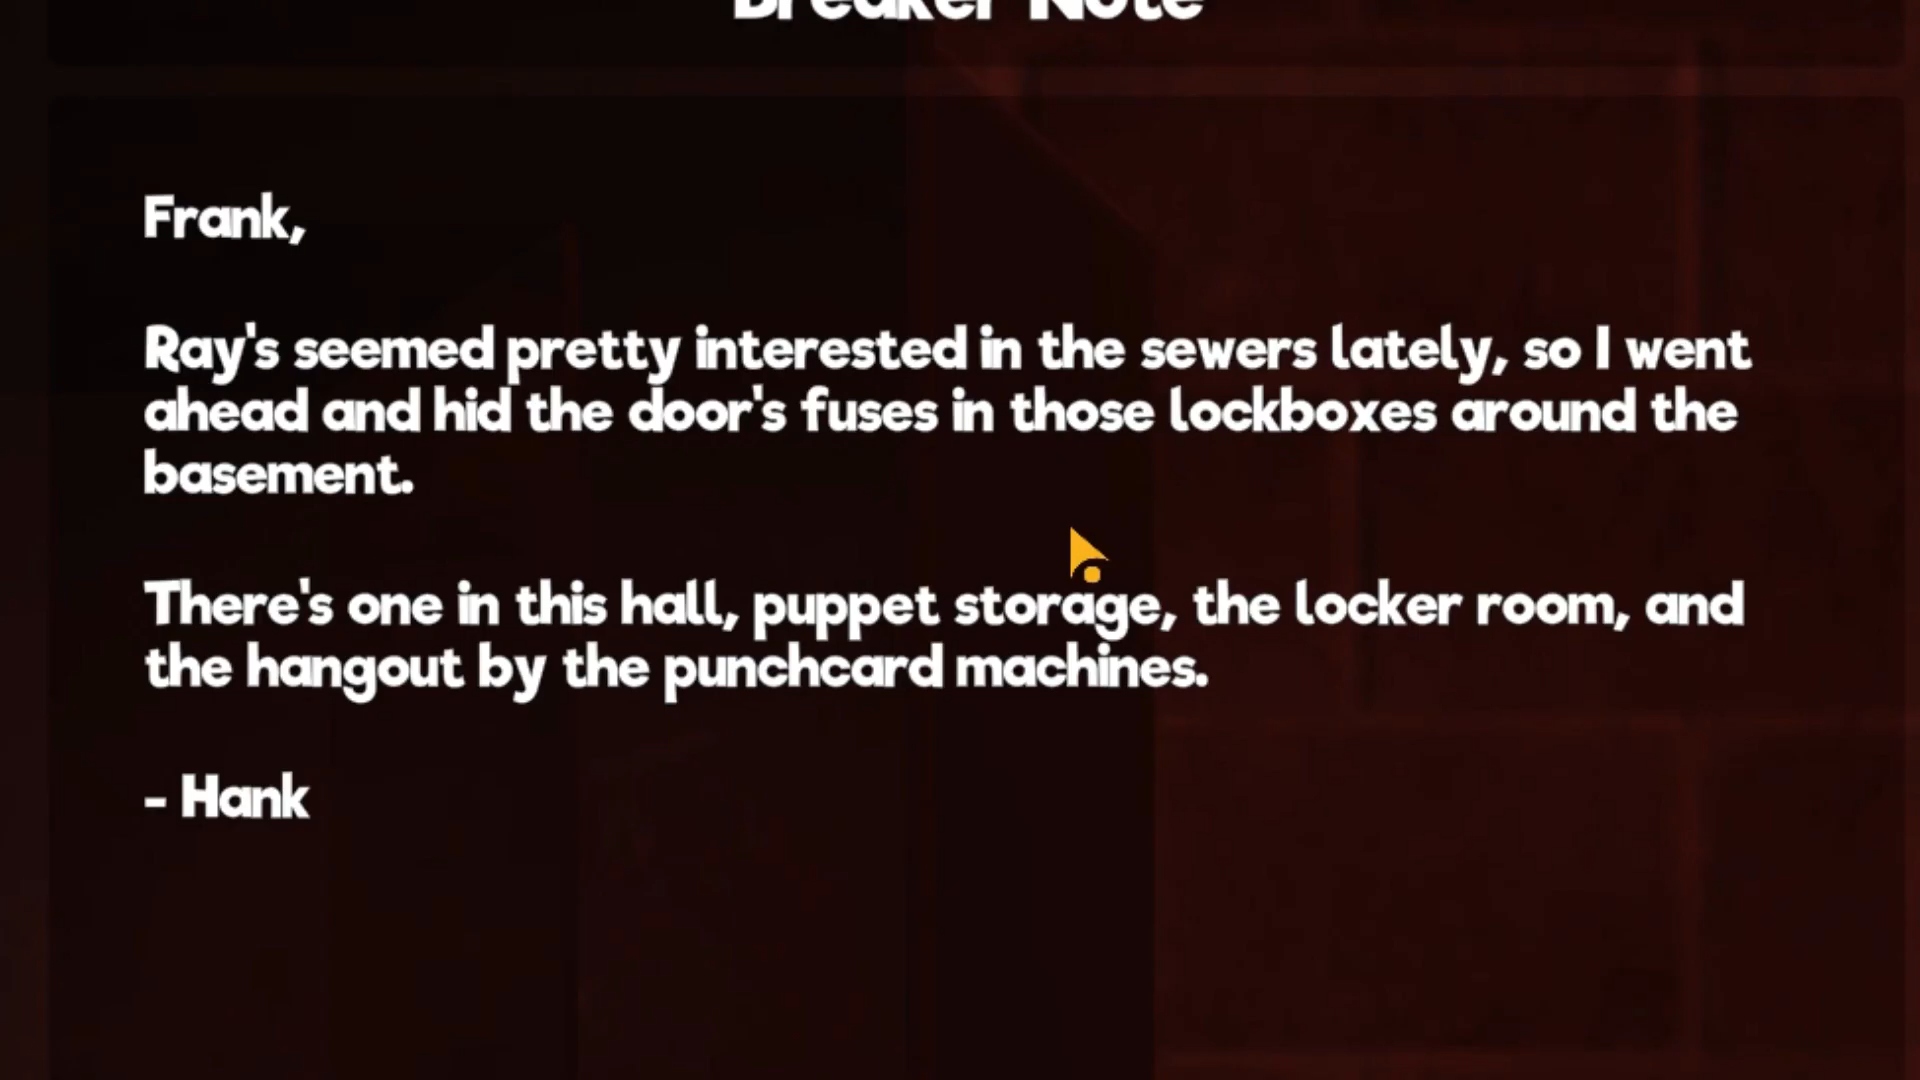 Breaker Note
Frank,
Ray's seemed pretty interested in the sewers lately, so I went
ahead and hid the door's fuses in those lockboxes around the
basement.
There's one in this hall, puppet storage, the locker room, and
the hangout by the punchcard machines.
- Hank